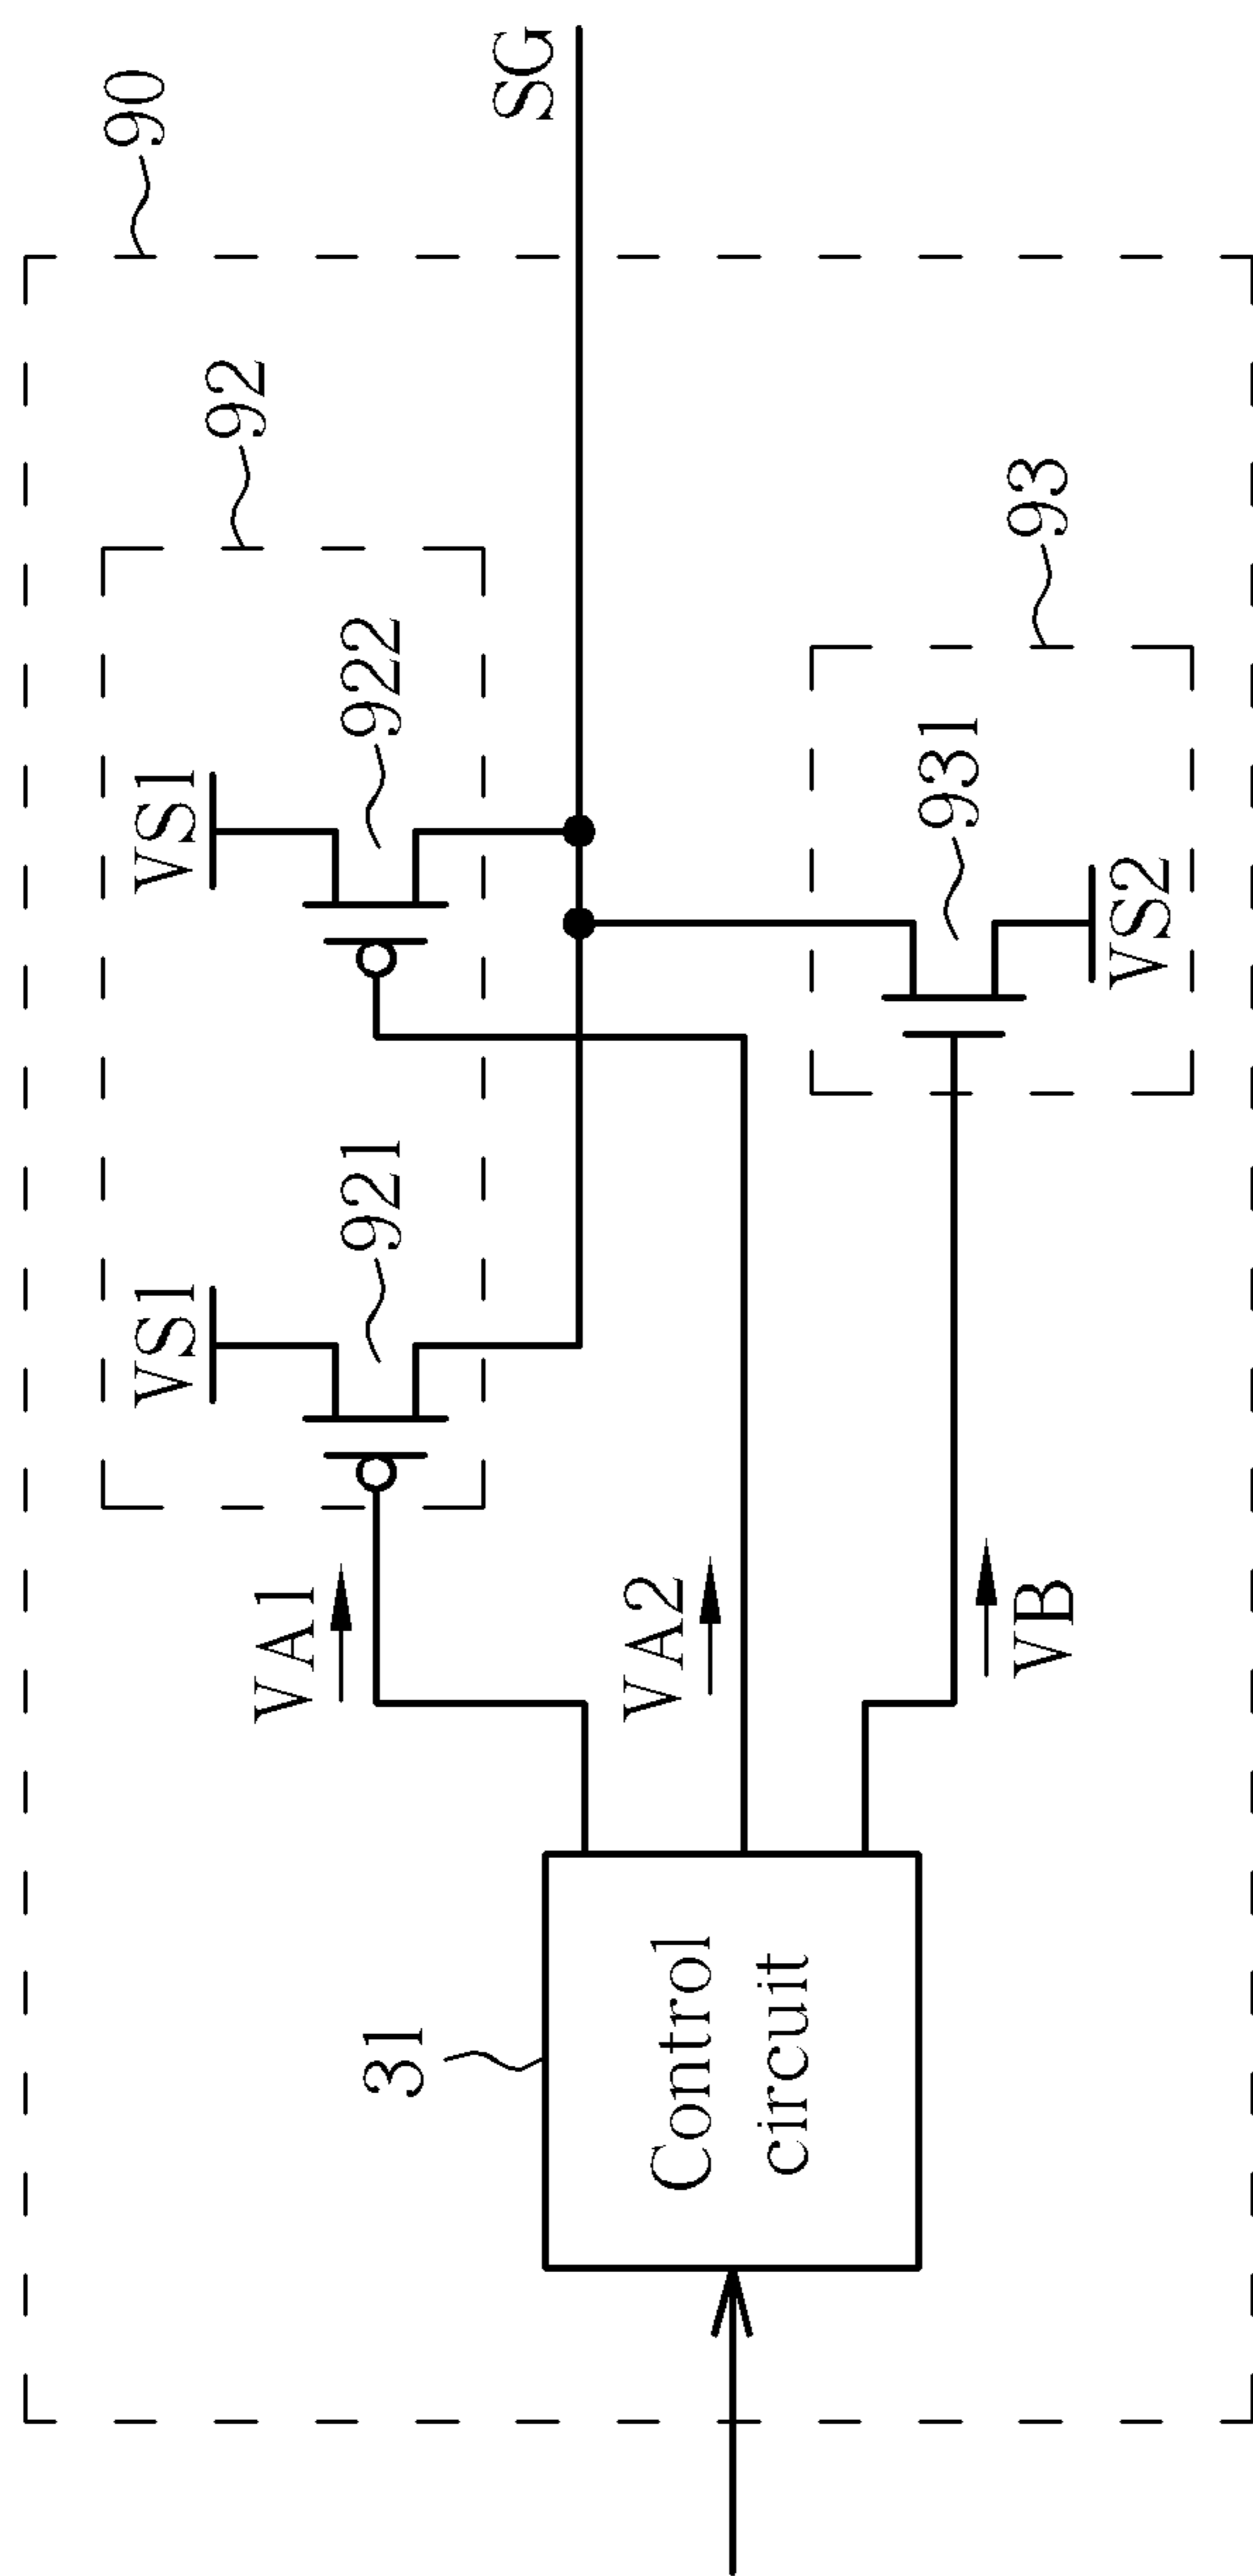 90
92
SG
VS1
VS1
921
922
VA1
31
VA2
Control
circuit
93
931
VB
VS2